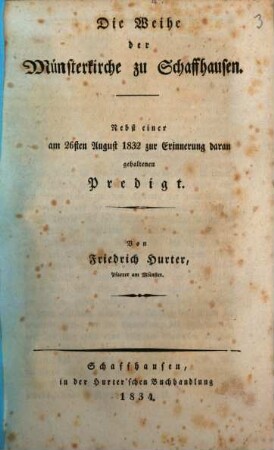 3
Die Weihe
der
Münsterkirche zu Schaffhausen.
Nebst einer
am 26sten August 1832 zur Erinnerung daran
gehaltenen
Predigt.
Von
Friedrich Hurter,
Pfarrer am Münster.
Schaffhausen,
in der Hurter'schen Buchhandlung
1834.